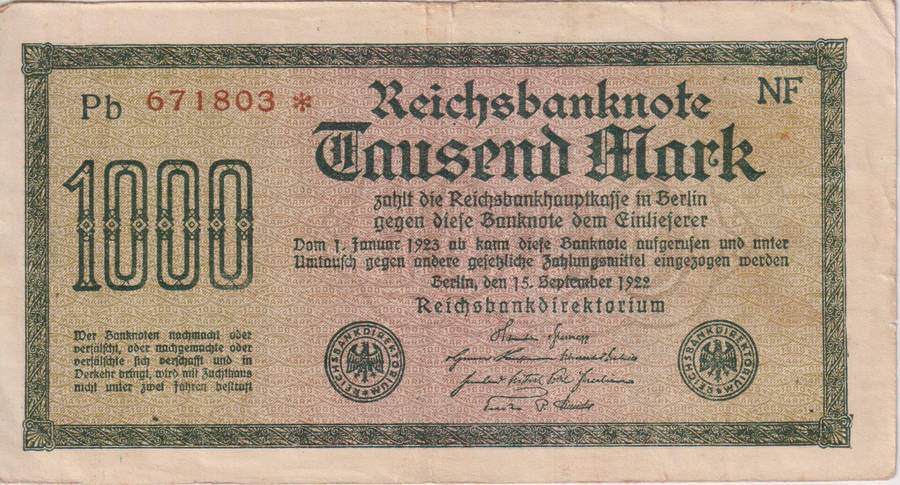 Pb 671803 *
NF
Reichsbanknote
Tausend Mark
1000
zahlt die Reichsbankhauptkasse in Berlin
gegen diese Banknote dem Einlieferer
Vom 1. Januar 1923 ab kann diese Banknote aufgerufen und unter
Umtausch gegen andere gesetzliche Zahlungsmittel eingezogen werden
Berlin, den 15. September 1922
Reichsbankdirektorium
Wer Banknoten nachmacht oder
verfälscht, oder nachgemachte oder
verfälschte sich verschafft und in
Verkehr bringt, wird mit Zuchthaus
nicht unter zwei Jahren bestraft
REICHSBANKDIREKTORIUM
REICHSBANKDIREKTORIUM